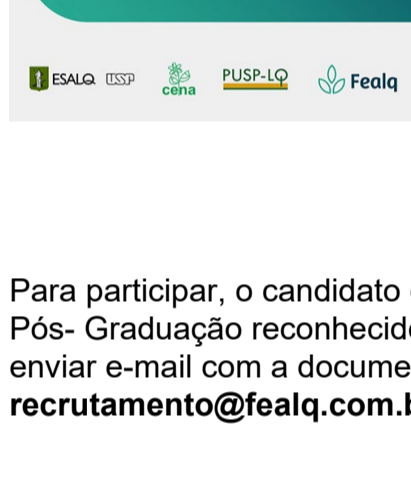 ESALQ USP cena PUSP-LQ Fealq
Para participar, o candidato
Pós- Graduação reconhecid
enviar e-mail com a docume
recrutamento@fealq.com.b